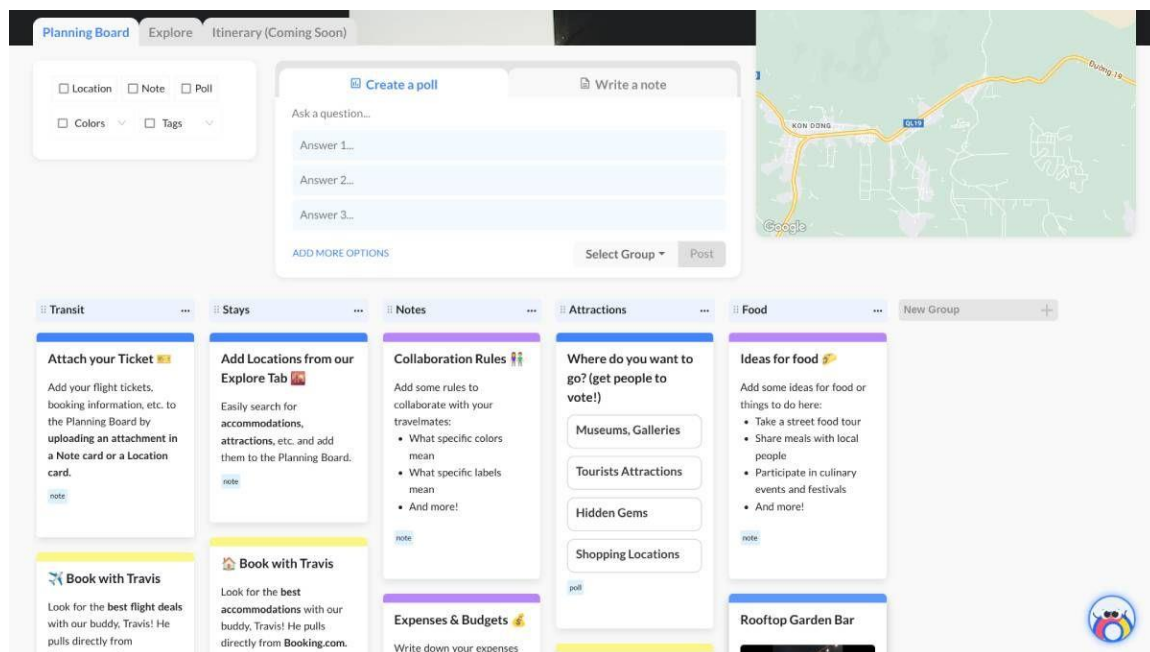 Planning Board
Explore
Itinerary (Coming Soon)
Location
Note
Poll
Colors
Tags
Create a poll
Write a note
Ask a question...
Answer 1...
Answer 2...
Answer 3...
ADD MORE OPTIONS
Select Group
Post
Đường 19
KON DONG
QL19
Google
Transit
Attach your Ticket 🎫
Add your flight tickets,
booking information, etc. to
the Planning Board by
uploading an attachment in
a Note card or a Location
card.
note
✈️ Book with Travis
Look for the best flight deals
with our buddy, Travis! He
pulls directly from
Stays
Add Locations from our
Explore Tab 🌇
Easily search for
accommodations,
attractions, etc. and add
them to the Planning Board.
note
🏠 Book with Travis
Look for the best
accommodations with our
buddy, Travis! He pulls
directly from Booking.com.
Notes
Collaboration Rules 👫
Add some rules to
collaborate with your
travelmates:
• What specific colors
mean
• What specific labels
mean
• And more!
note
Expenses & Budgets 💰
Write down your expenses
Attractions
Where do you want to
go? (get people to
vote!)
Museums, Galleries
Tourists Attractions
Hidden Gems
Shopping Locations
poll
Food
Ideas for food 🌮
Add some ideas for food or
things to do here:
• Take a street food tour
• Share meals with local
people
• Participate in culinary
events and festivals
• And more!
note
Rooftop Garden Bar
New Group